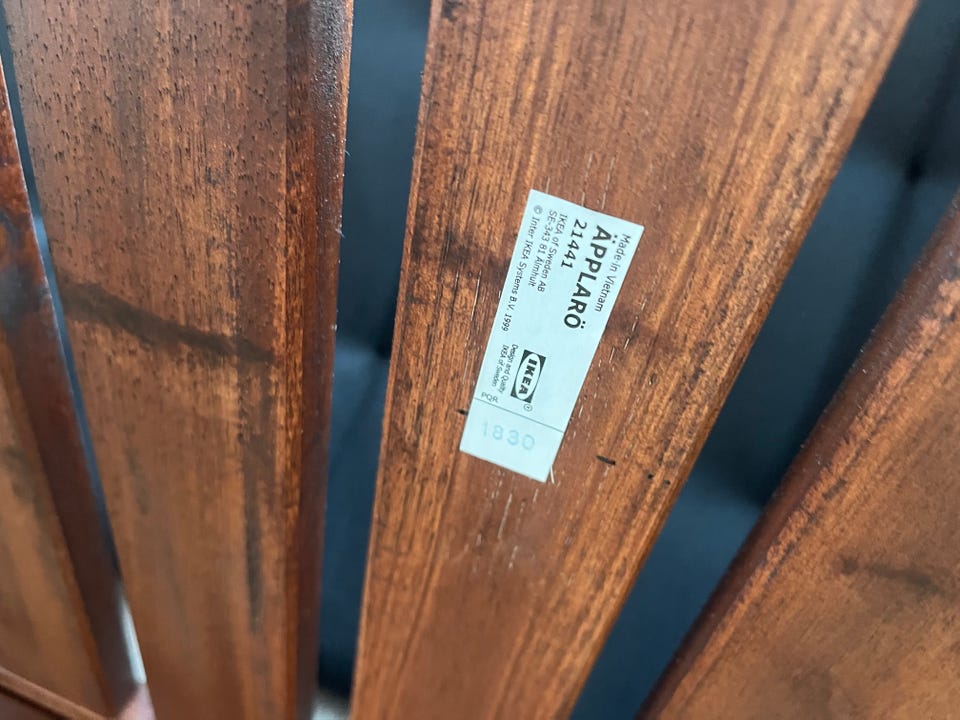 Made in Vietnam
ÄPPLARÖ
21441
IKEA of Sweden AB
SE-343 81 Älmhult
© Inter IKEA Systems B.V. 1999
IKEA®
Design and Quality
IKEA of Sweden
PQR
1830